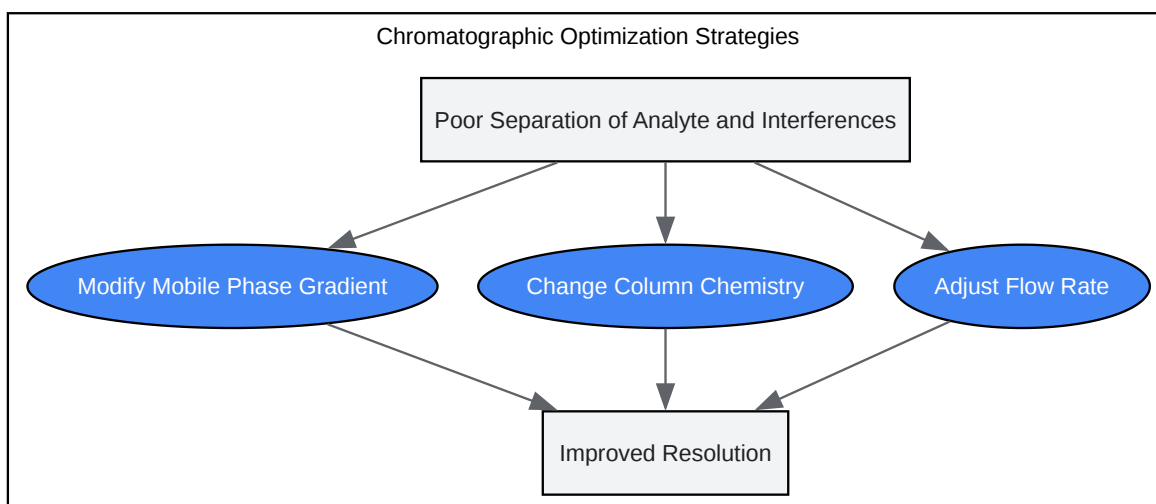 Chromatographic Optimization Strategies
Poor Separation of Analyte and Interferences
Modify Mobile Phase Gradient
Change Column Chemistry
Adjust Flow Rate
Improved Resolution